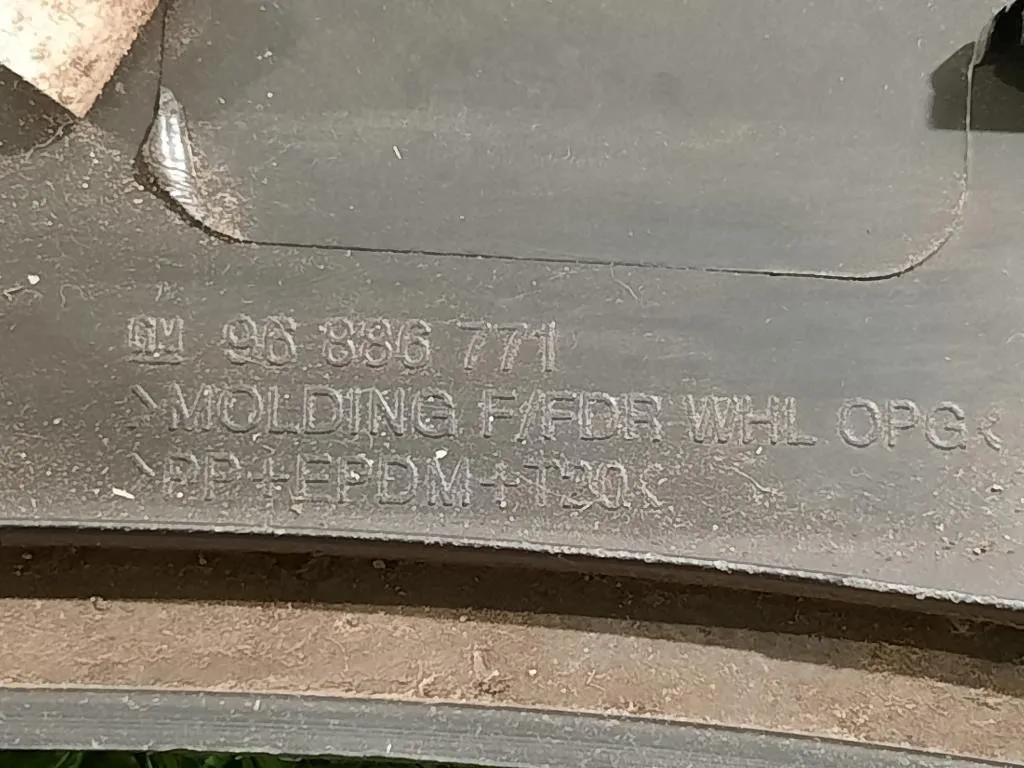 GM 96 886 771
>MOLDING F/FDR WHL OPG<
>PP+EPDM+T20<